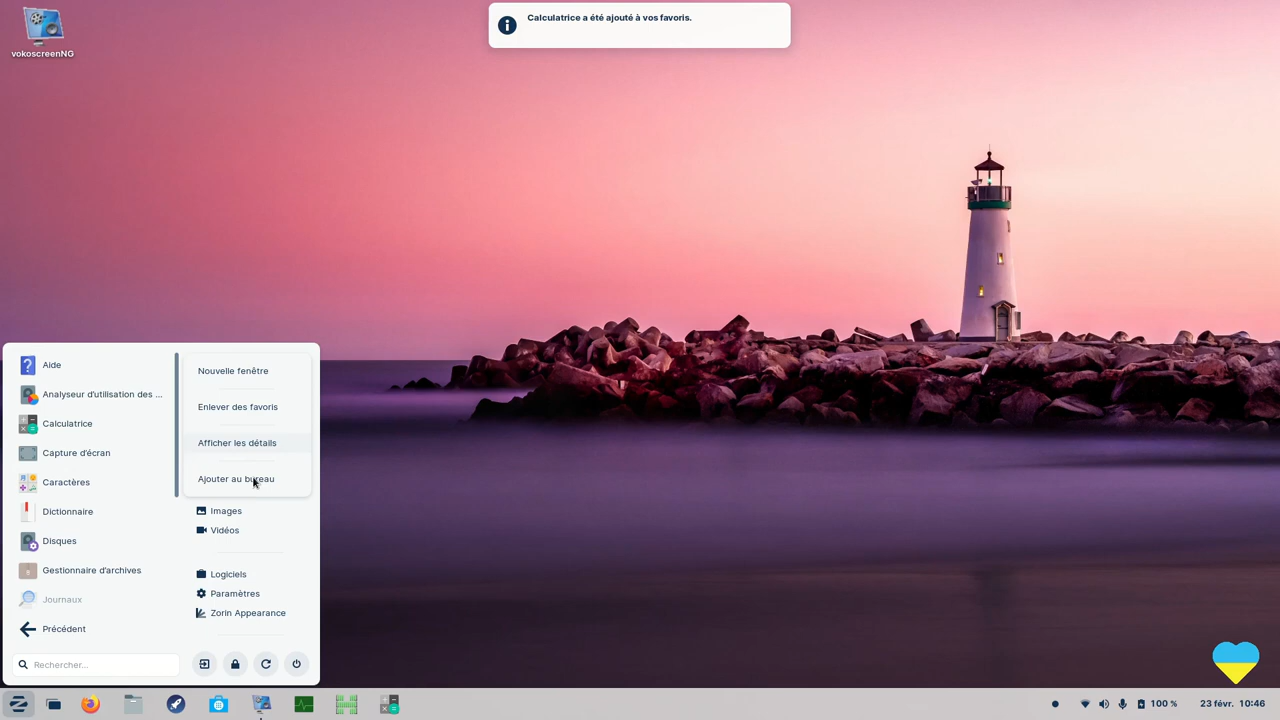 vokoscreenNG
Calculatrice a été ajouté à vos favoris.
Aide
Analyseur d'utilisation des ...
Calculatrice
Capture d'écran
Caractères
Dictionnaire
Disques
Gestionnaire d'archives
Journaux
Précédent
Rechercher...
Nouvelle fenêtre
Enlever des favoris
Afficher les détails
Ajouter au bureau
Images
Vidéos
Logiciels
Paramètres
Zorin Appearance
100 %
23 févr. 10:46